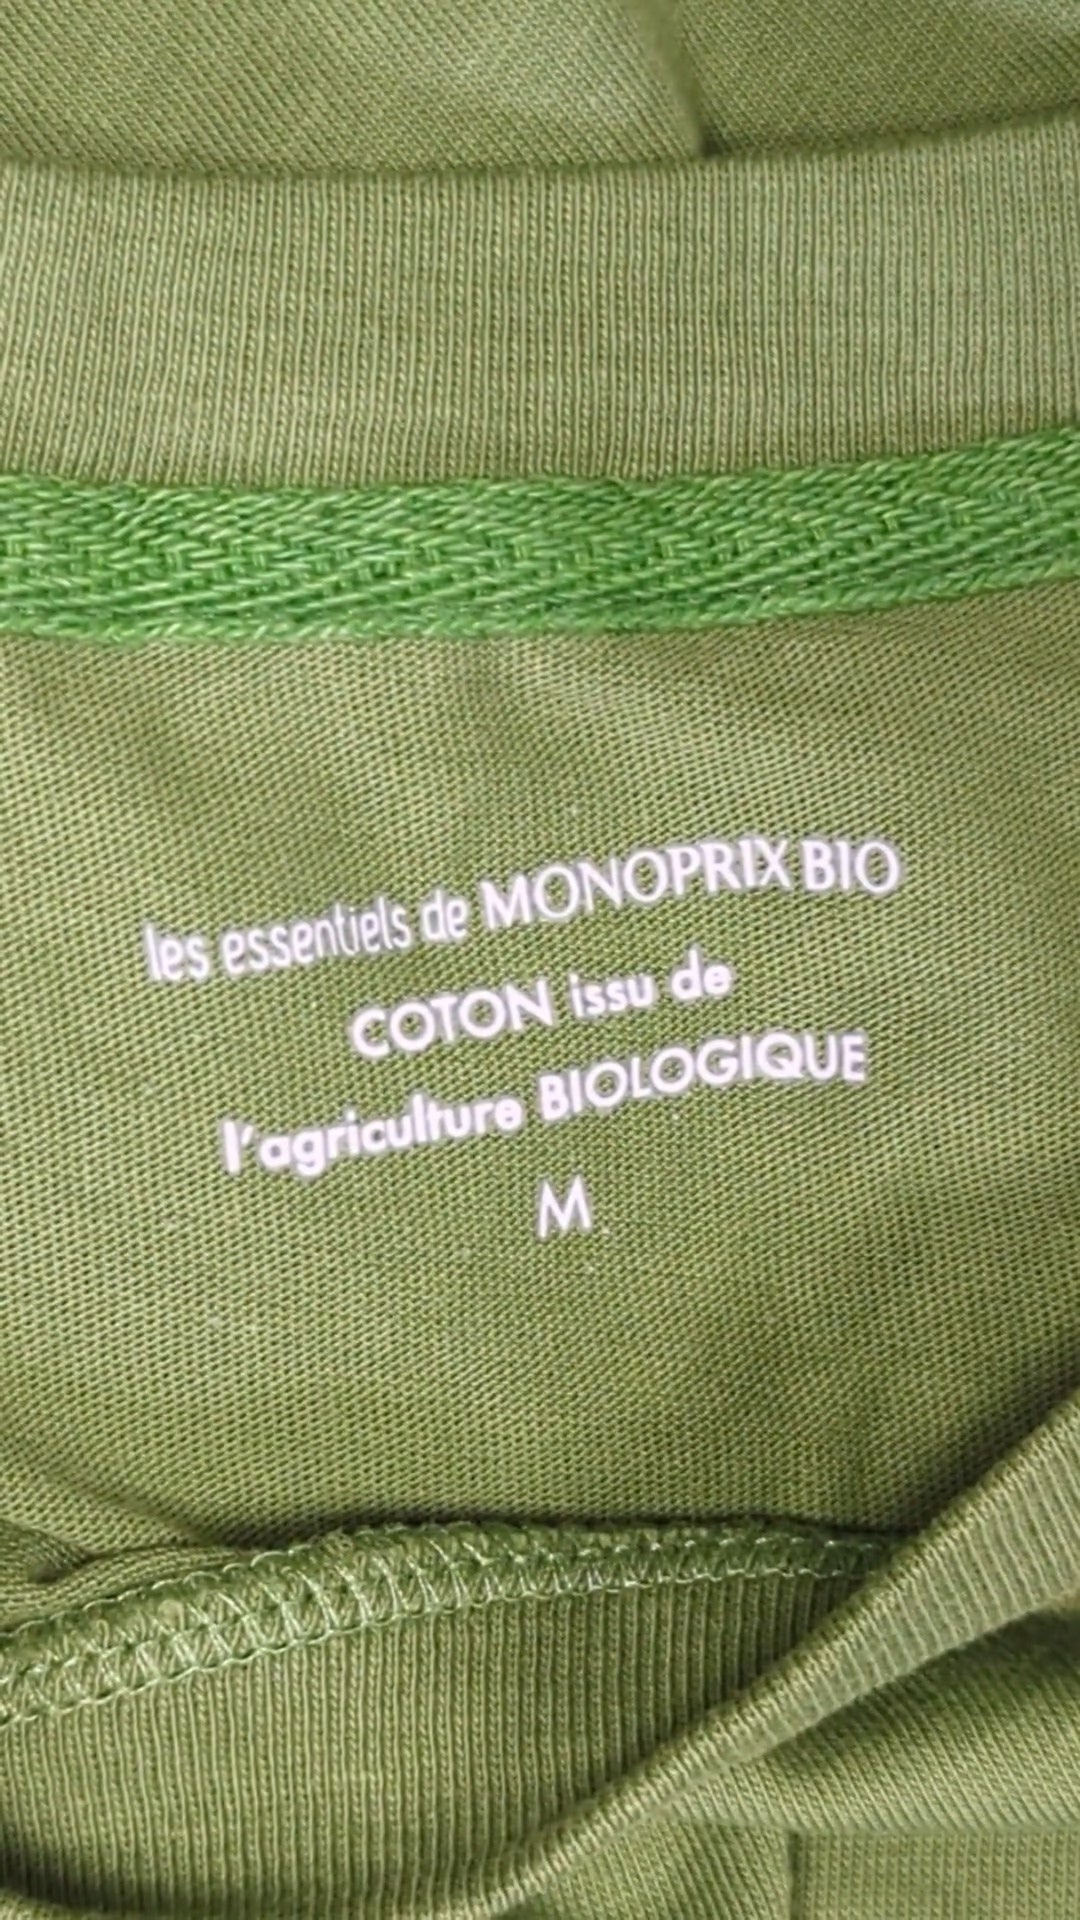 les essentiels de MONOPRIX BIO
COTON issu de
l'agriculture BIOLOGIQUE
M